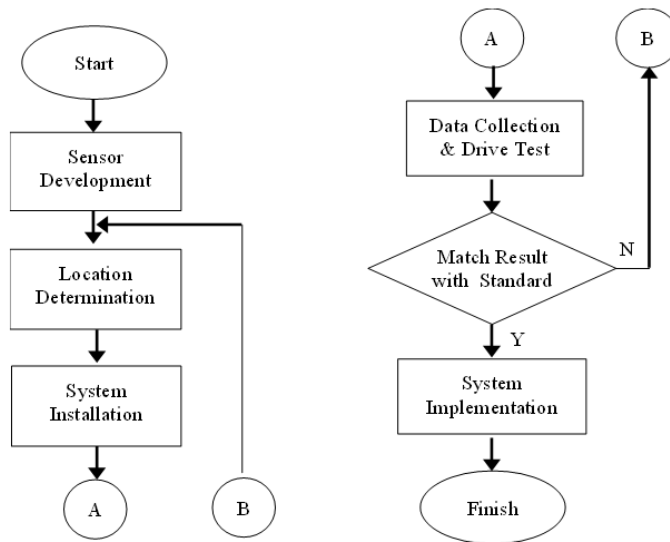 Start
Sensor
Development
Location
Determination
System
Installation
A
B
A
B
Data Collection
& Drive Test
Match Result
with Standard
N
Y
System
Implementation
Finish